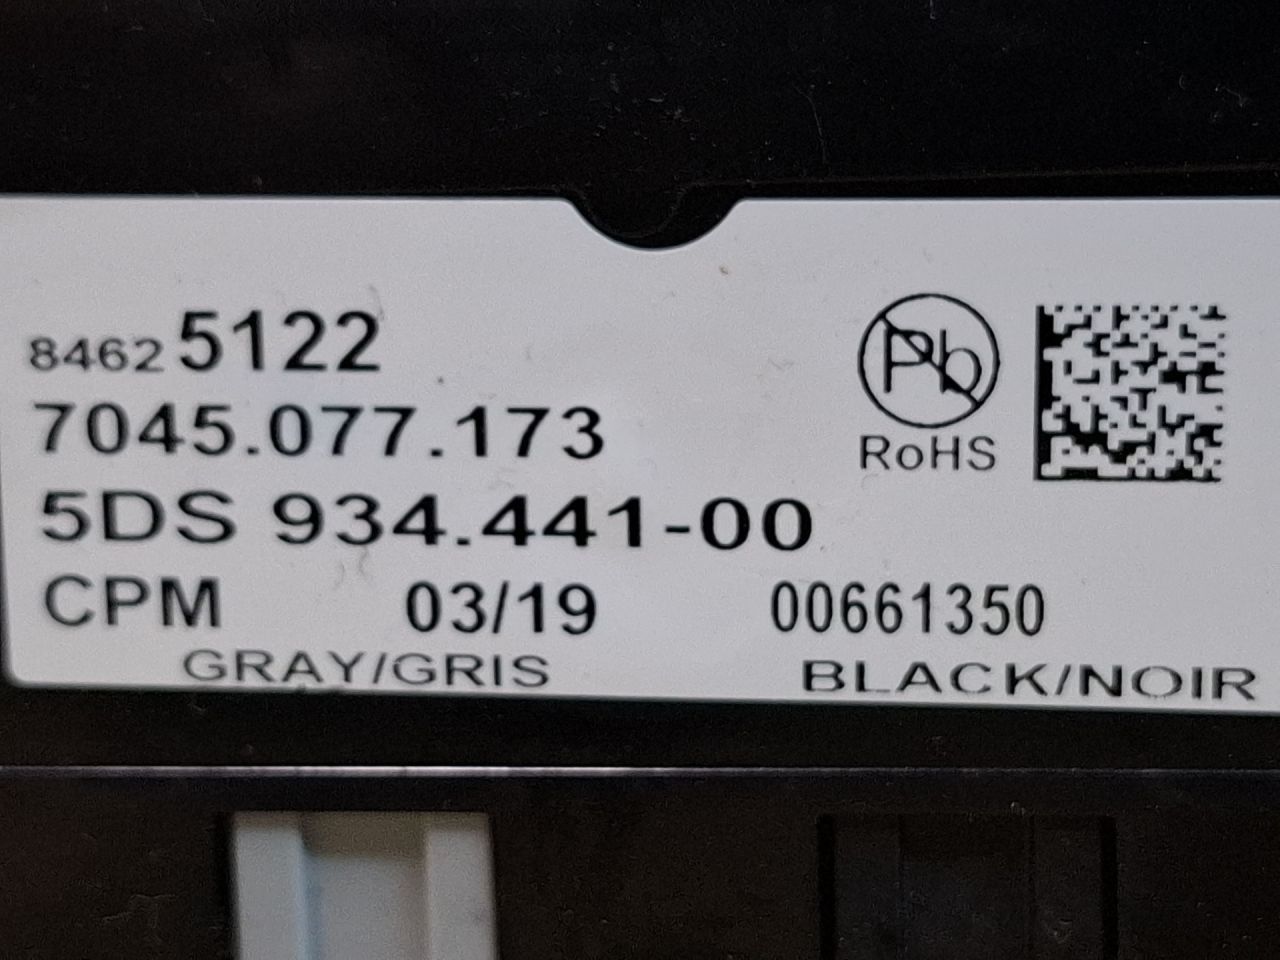 84625122
7045.077.173
5DS 934.441-00
CPM 03/19 00661350
GRAY/GRIS BLACK/NOIR
Pb
RoHS